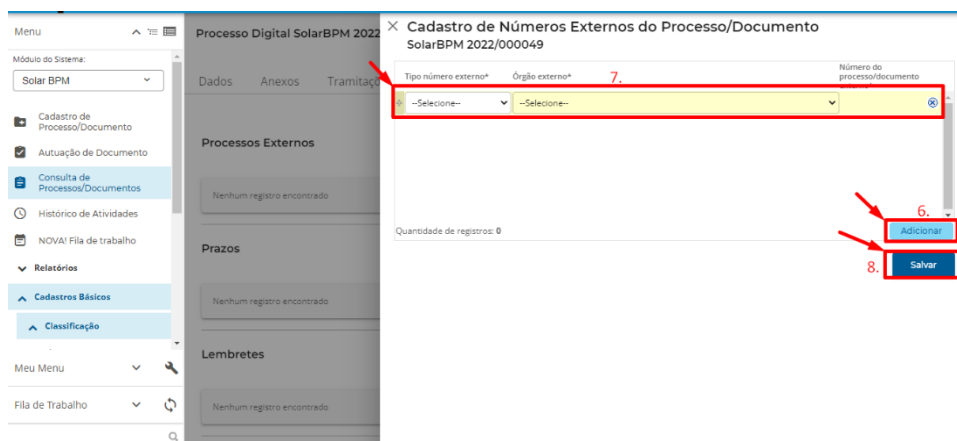 Menu
Módulo do Sistema:
Solar BPM
Cadastro de
Processo/Documento
Autuação de Documento
Consulta de
Processos/Documentos
Histórico de Atividades
NOVA! Fila de trabalho
Relatórios
Cadastros Básicos
Classificação
Meu Menu
Fila de Trabalho
Processo Digital SolarBPM 2022
Dados Anexos Tramitaçõ
Processos Externos
Nenhum registro encontrado
Prazos
Nenhum registro encontrado
Lembretes
Nenhum registro encontrado
Cadastro de Números Externos do Processo/Documento
SolarBPM 2022/000049
Tipo número externo* Órgão externo* 7. Número do
processo/documento
--Selecione-- --Selecione--
6.
Quantidade de registros: 0 Adicionar
8. Salvar